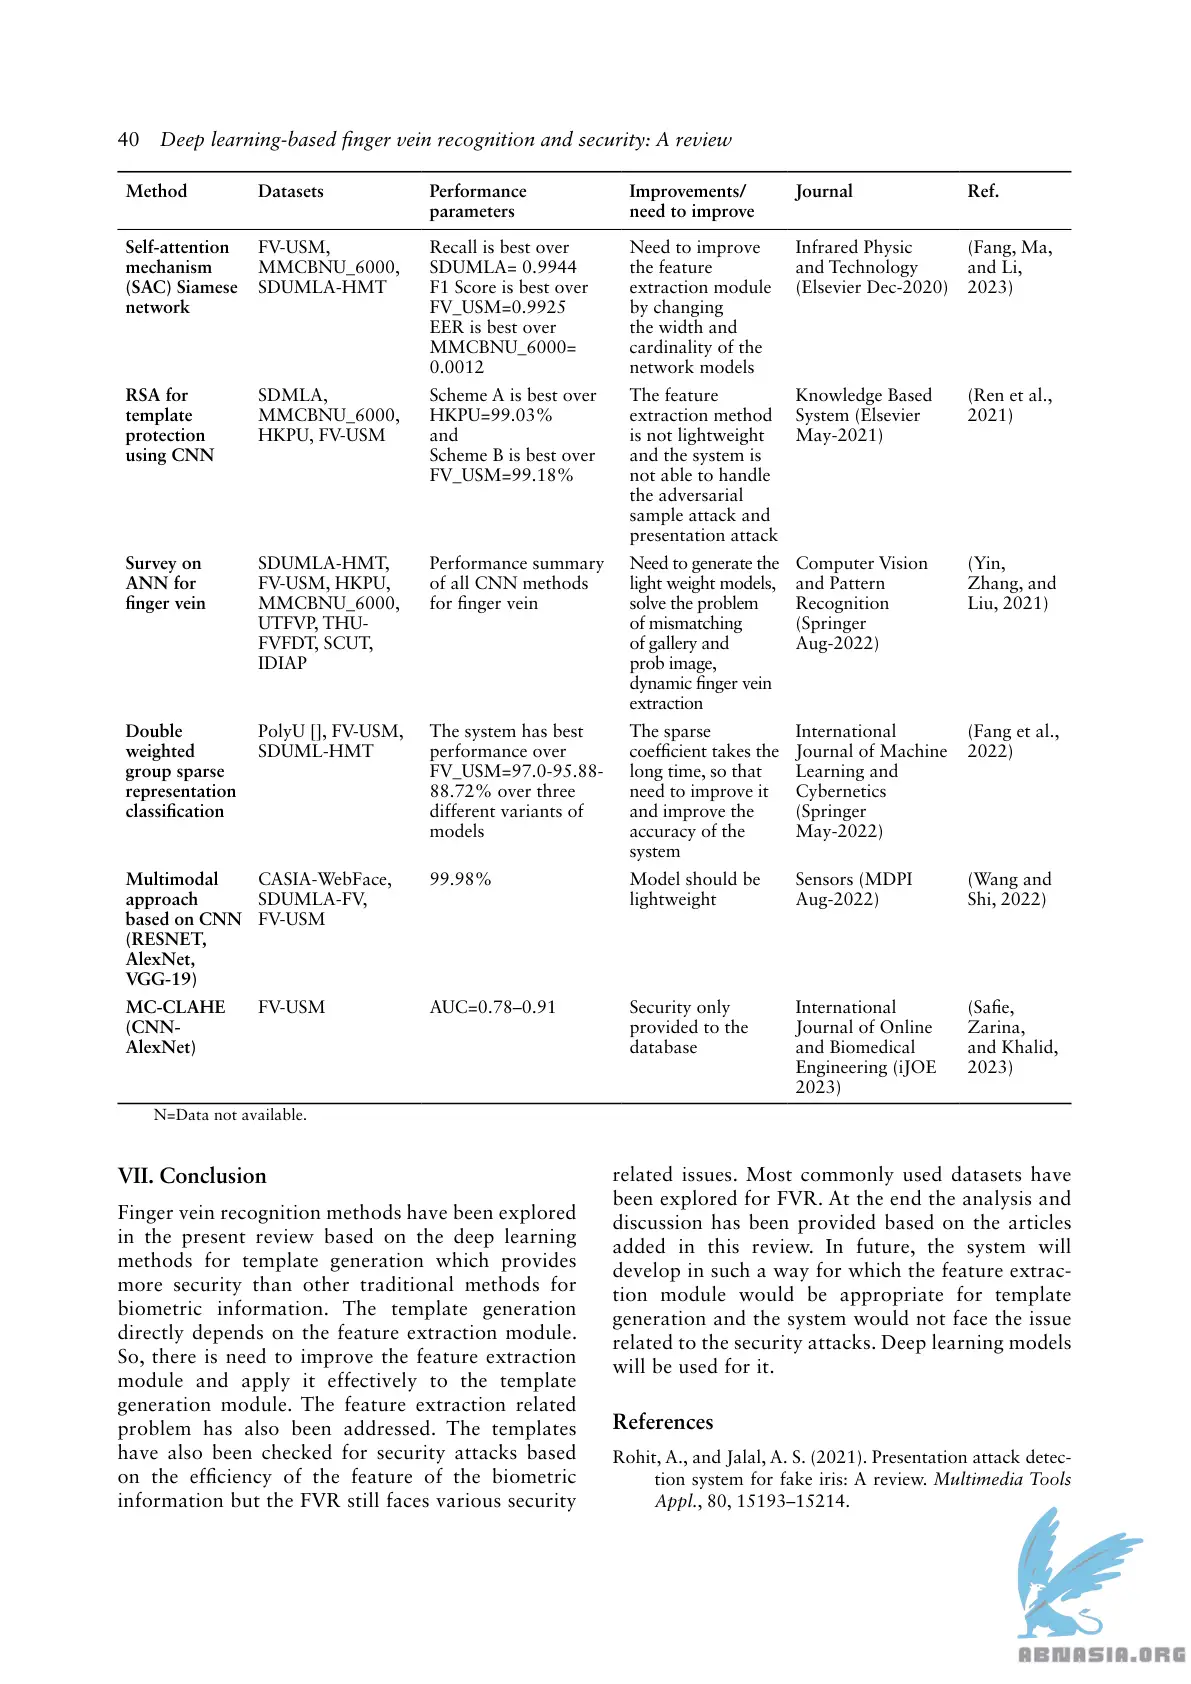 40 Deep learning-based finger vein recognition and security: A review
Method Datasets Performance parameters Improvements/ need to improve Journal Ref.
Self-attention FV-USM, Recall is best over Need to improve Infrared Physic (Fang, Ma,
mechanism MMCBNU_6000, SDUMLA= 0.9944 the feature and Technology and Li,
(SAC) Siamese SDUMLA-HMT F1 Score is best over extraction module (Elsevier Dec-2020) 2023)
network FV_USM=0.9925 by changing
EER is best over the width and
MMCBNU_6000= cardinality of the
0.0012 network models
RSA for SDMLA, Scheme A is best over The feature Knowledge Based (Ren et al.,
template MMCBNU_6000, HKPU=99.03% extraction method System (Elsevier 2021)
protection HKPU, FV-USM and is not lightweight May-2021)
using CNN Scheme B is best over and the system is
FV_USM=99.18% not able to handle
the adversarial
sample attack and
presentation attack
Survey on SDUMLA-HMT, Performance summary Need to generate the Computer Vision (Yin,
ANN for FV-USM, HKPU, of all CNN methods light weight models, and Pattern Zhang, and
finger vein MMCBNU_6000, for finger vein solve the problem Recognition Liu, 2021)
UTFVP, THU- of mismatching (Springer
FVFDT, SCUT, of gallery and Aug-2022)
IDIAP prob image,
dynamic finger vein
extraction
Double PolyU [], FV-USM, The system has best The sparse International (Fang et al.,
weighted SDUML-HMT performance over coefficient takes the Journal of Machine 2022)
group sparse FV_USM=97.0-95.88- long time, so that Learning and
representation 88.72% over three need to improve it Cybernetics
classification different variants of and improve the (Springer
models accuracy of the May-2022)
system
Multimodal CASIA-WebFace, 99.98% Model should be Sensors (MDPI (Wang and
approach SDUMLA-FV, lightweight Aug-2022) Shi, 2022)
based on CNN FV-USM
(RESNET,
AlexNet,
VGG-19)
MC-CLAHE FV-USM AUC=0.78–0.91 Security only International (Safie,
(CNN- provided to the Journal of Online Zarina,
AlexNet) database and Biomedical and Khalid,
Engineering (iJOE 2023)
2023)
N=Data not available.
VII. Conclusion
Finger vein recognition methods have been explored
in the present review based on the deep learning
methods for template generation which provides
more security than other traditional methods for
biometric information. The template generation
directly depends on the feature extraction module.
So, there is need to improve the feature extraction
module and apply it effectively to the template
generation module. The feature extraction related
problem has also been addressed. The templates
have also been checked for security attacks based
on the efficiency of the feature of the biometric
information but the FVR still faces various security
related issues. Most commonly used datasets have
been explored for FVR. At the end the analysis and
discussion has been provided based on the articles
added in this review. In future, the system will
develop in such a way for which the feature extrac-
tion module would be appropriate for template
generation and the system would not face the issue
related to the security attacks. Deep learning models
will be used for it.
References
Rohit, A., and Jalal, A. S. (2021). Presentation attack detec-
tion system for fake iris: A review. Multimedia Tools
Appl., 80, 15193–15214.
ABNASIA.ORG